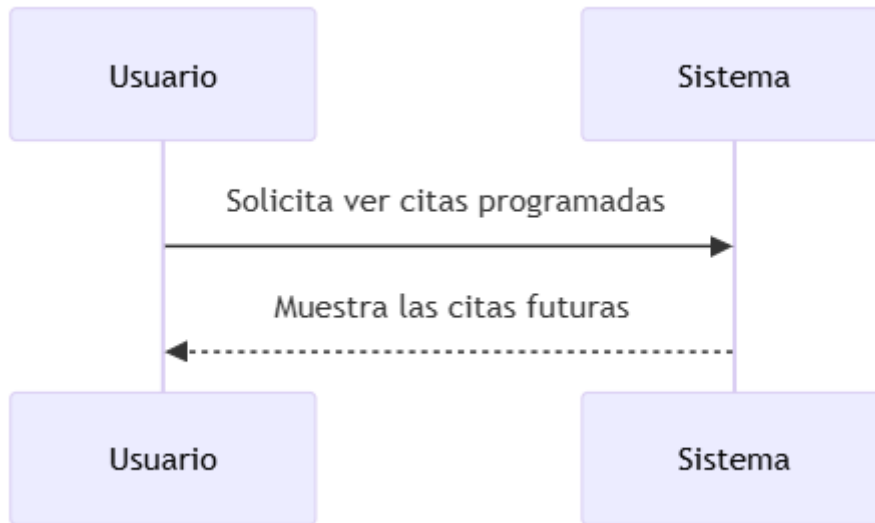 Usuario
Sistema
Solicita ver citas programadas
Muestra las citas futuras
Usuario
Sistema